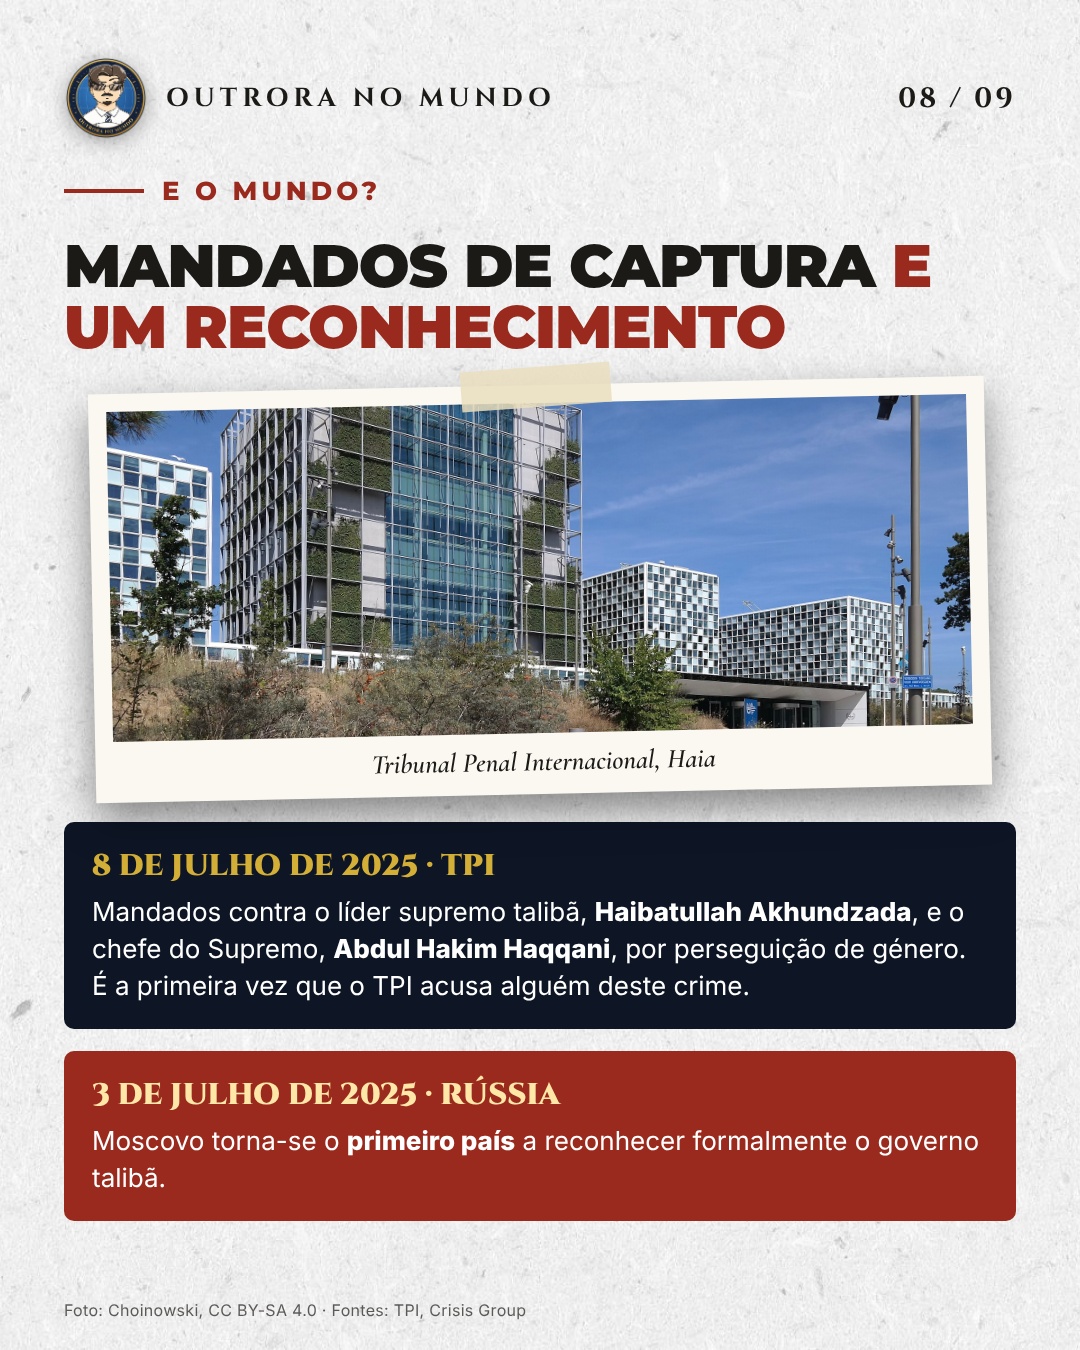 OUTRORA NO MUNDO
08 / 09
E O MUNDO?
MANDADOS DE CAPTURA E
UM RECONHECIMENTO
Tribunal Penal Internacional, Haia
8 DE JULHO DE 2025 · TPI
Mandados contra o líder supremo talibã, Haibatullah Akhundzada, e o
chefe do Supremo, Abdul Hakim Haqqani, por perseguição de género.
É a primeira vez que o TPI acusa alguém deste crime.
3 DE JULHO DE 2025 · RÚSSIA
Moscovo torna-se o primeiro país a reconhecer formalmente o governo
talibã.
Foto: Choinowski, CC BY-SA 4.0 · Fontes: TPI, Crisis Group